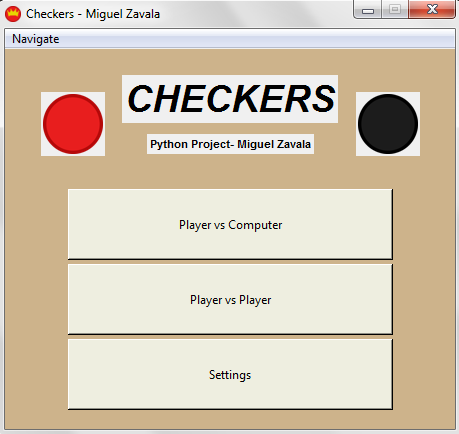 Checkers - Miguel Zavala
Navigate
CHECKERS
Python Project- Miguel Zavala
Player vs Computer
Player vs Player
Settings